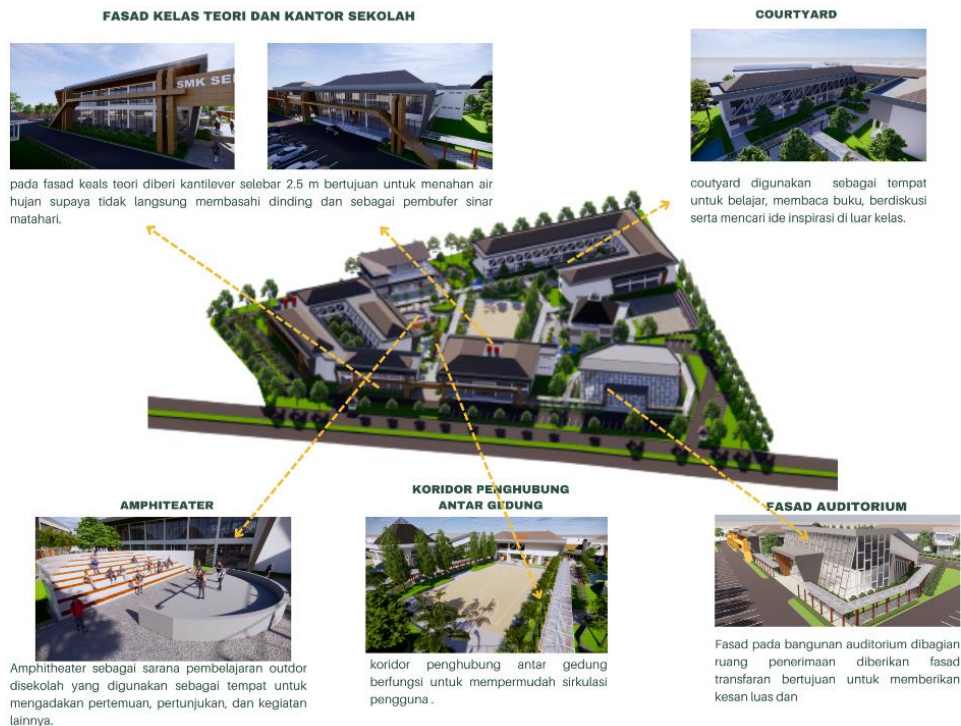 FASAD KELAS TEORI DAN KANTOR SEKOLAH
SMK SE
pada fasad keals teori diberi kantilever selebar 2.5 m bertujuan untuk menahan air
hujan supaya tidak langsung membasahi dinding dan sebagai pembufer sinar
matahari.
COURTYARD
coutyard digunakan sebagai tempat
untuk belajar, membaca buku, berdiskusi
serta mencari ide inspirasi di luar kelas.
AMPHITEATER
Amphitheater sebagai sarana pembelajaran outdor
disekolah yang digunakan sebagai tempat untuk
mengadakan pertemuan, pertunjukan, dan kegiatan
lainnya.
KORIDOR PENGHUBUNG
ANTAR GEDUNG
koridor penghubung antar gedung
berfungsi untuk mempermudah sirkulasi
pengguna .
FASAD AUDITORIUM
Fasad pada bangunan auditorium dibagian
ruang penerimaan diberikan fasad
transfaran bertujuan untuk memberikan
kesan luas dan